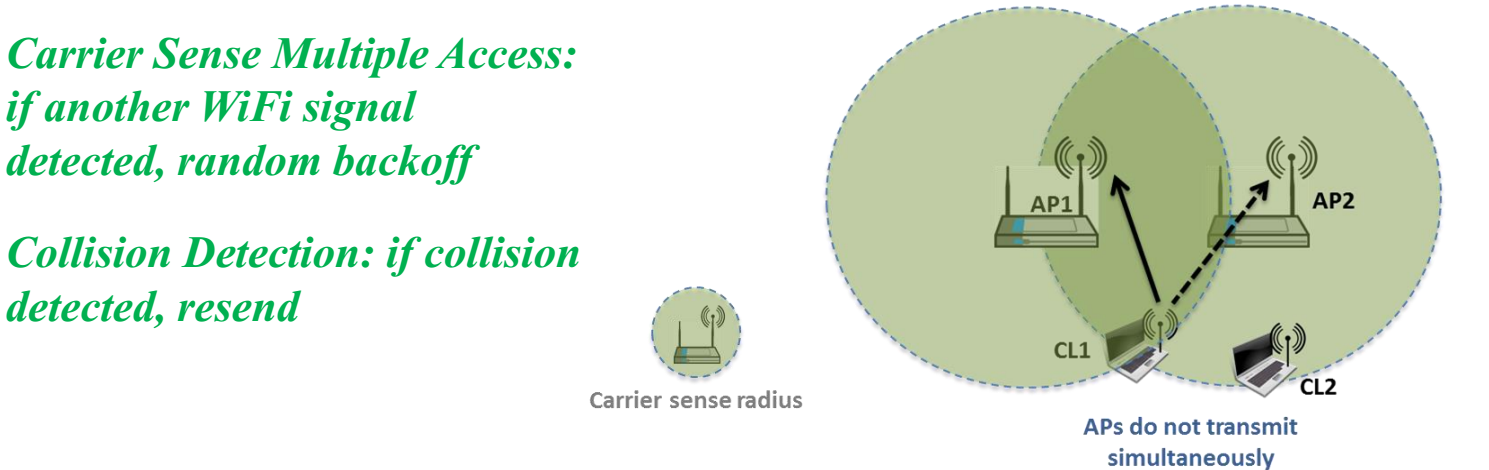 Carrier Sense Multiple Access:
if another WiFi signal
detected, random backoff
Collision Detection: if collision
detected, resend
Carrier sense radius
AP1
AP2
CL1
CL2
APs do not transmit
simultaneously